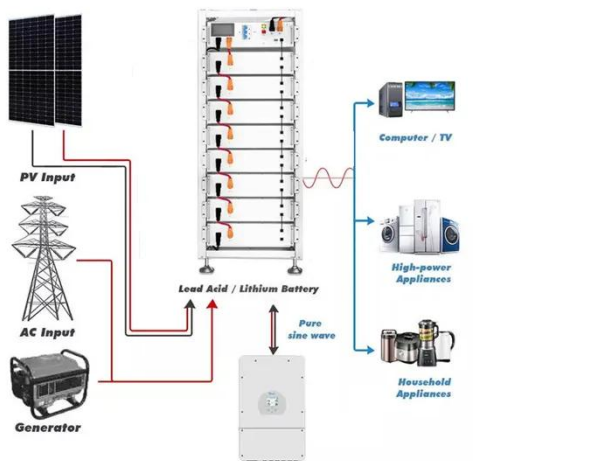 PV Input
AC Input
Generator
Lead Acid / Lithium Battery
Pure
sine wave
Computer / TV
High-power
Appliances
Household
Appliances